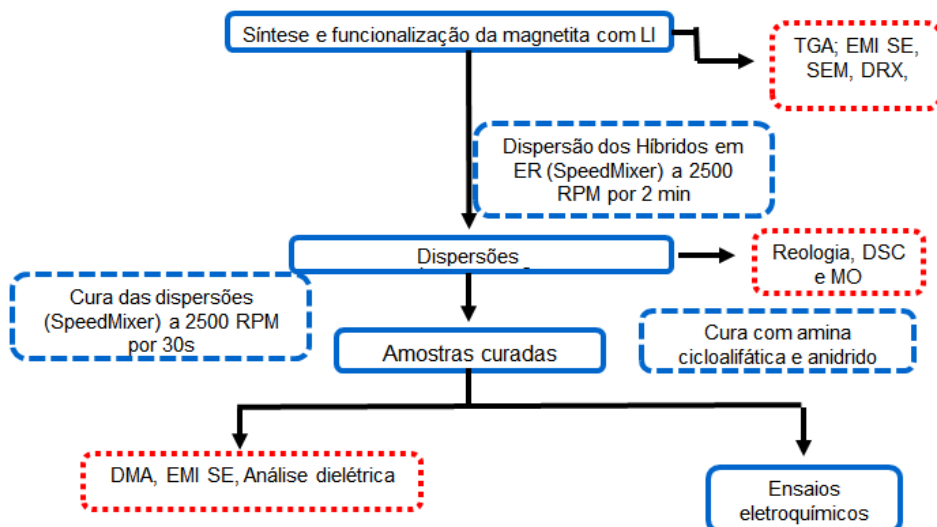 Síntese e funcionalização da magnetita com LI
TGA; EMI SE,
SEM, DRX,
Dispersão dos Híbridos em
ER (SpeedMixer) a 2500
RPM por 2 min
Dispersões
Reologia, DSC
e MO
Cura das dispersões
(SpeedMixer) a 2500 RPM
por 30s
Cura com amina
cicloalifática e anidrido
Amostras curadas
DMA, EMI SE, Análise dielétrica
Ensaios
eletroquímicos